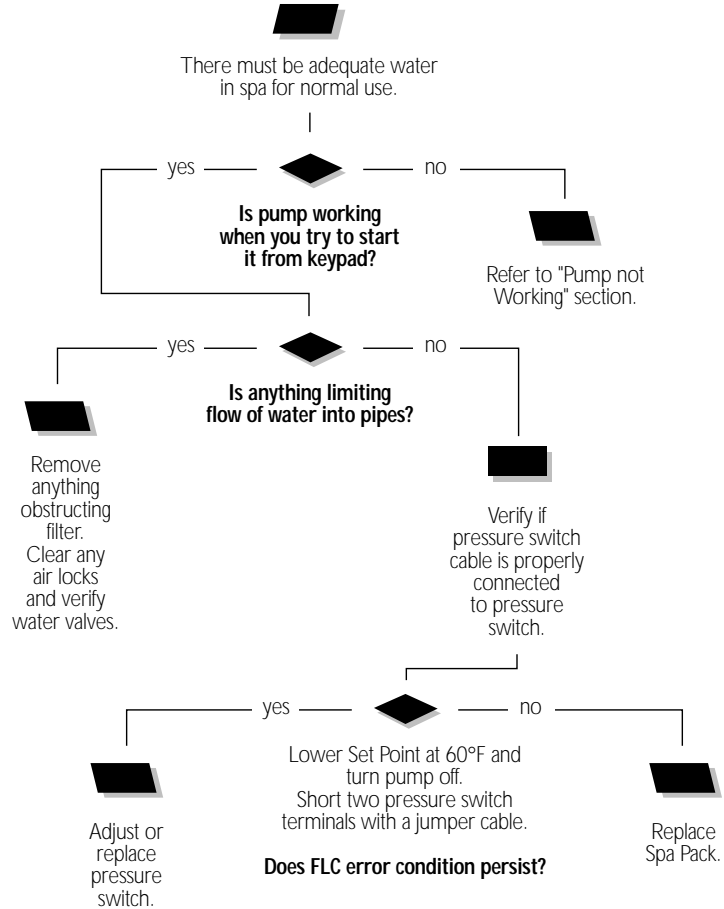 There must be adequate water
in spa for normal use.
yes
no
Is pump working
when you try to start
it from keypad?
Refer to "Pump not
Working" section.
yes
no
Is anything limiting
flow of water into pipes?
Remove
anything
obstructing
filter.
Clear any
air locks
and verify
water valves.
Verify if
pressure switch
cable is properly
connected
to pressure
switch.
yes
no
Lower Set Point at 60°F and
turn pump off.
Short two pressure switch
terminals with a jumper cable.
Does FLC error condition persist?
Adjust or
replace
pressure
switch.
Replace
Spa Pack.